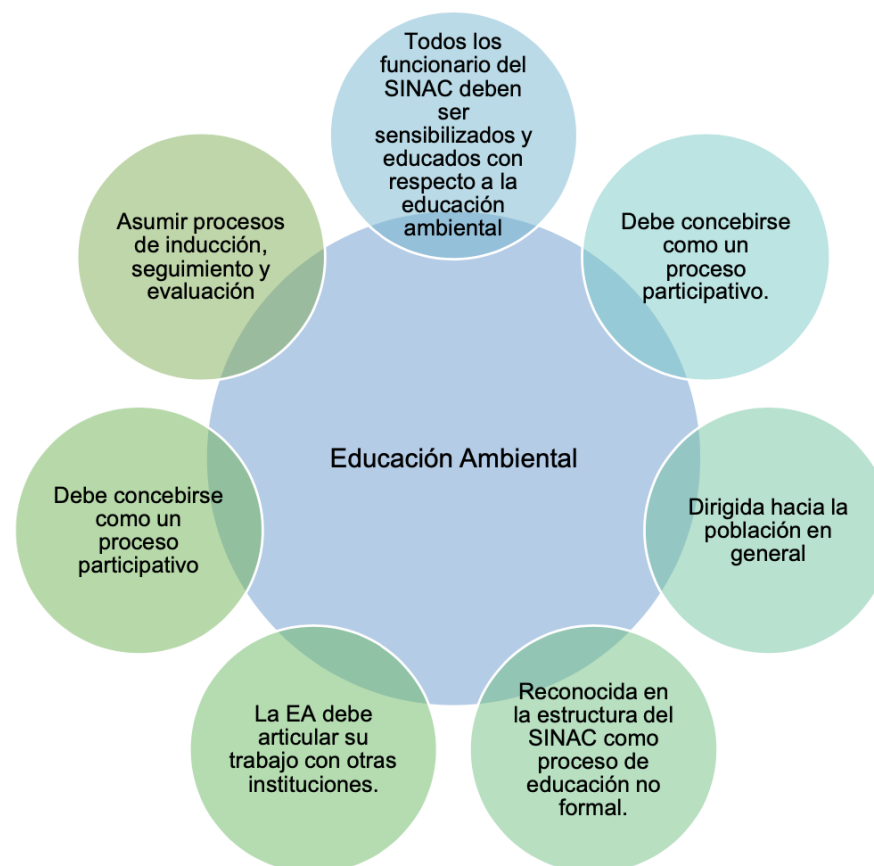 Todos los
funcionario del
SINAC deben
ser
sensibilizados y
educados con
respecto a la
educación
ambiental
Debe concebirse
como un
proceso
participativo.
Dirigida hacia la
población en
general
Reconocida en
la estructura del
SINAC como
proceso de
educación no
formal.
La EA debe
articular su
trabajo con otras
instituciones.
Debe concebirse
como un
proceso
participativo
Asumir procesos
de inducción,
seguimiento y
evaluación
Educación Ambiental